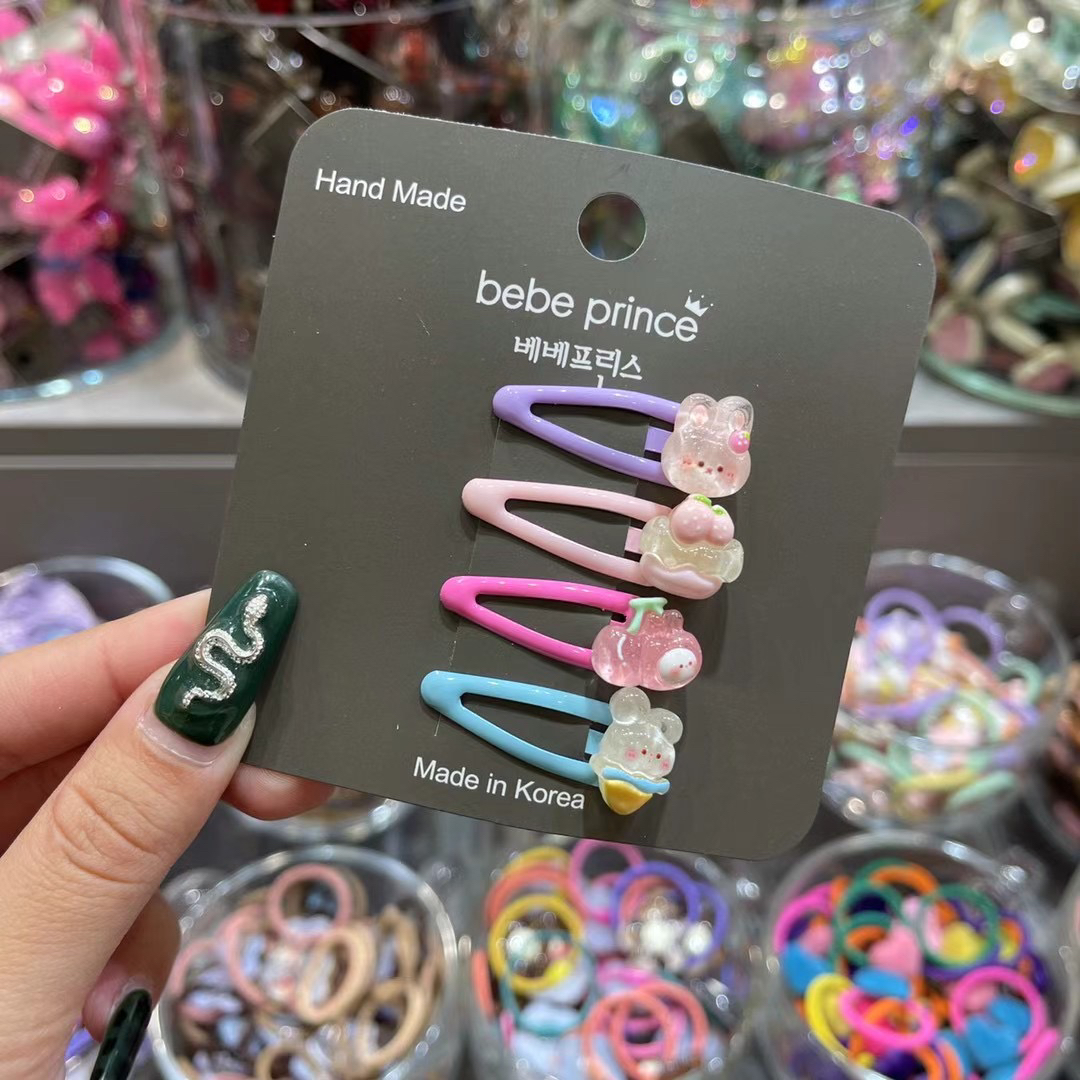 Hand Made
bebe prince
베베프린스
Made in Korea